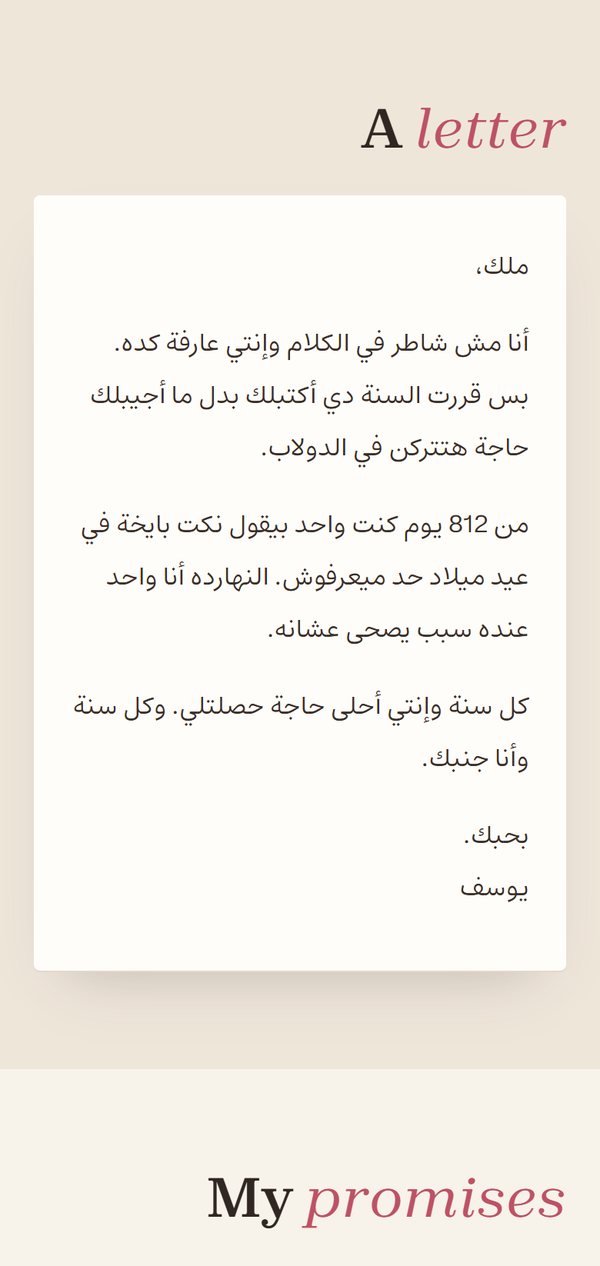 A letter
ملك،
أنا مش شاطر في الكلام وإنتي عارفة كده.
بس قررت السنة دي أكتبلك بدل ما أجيبلك
حاجة هتتركن في الدولاب.
من 812 يوم كنت واحد بيقول نكت بايخة في
عيد ميلاد حد ميعرفوش. النهارده أنا واحد
عنده سبب يصحى عشانه.
كل سنة وإنتي أحلى حاجة حصلتلي. وكل سنة
وأنا جنبك.
بحبك.
يوسف
My promises